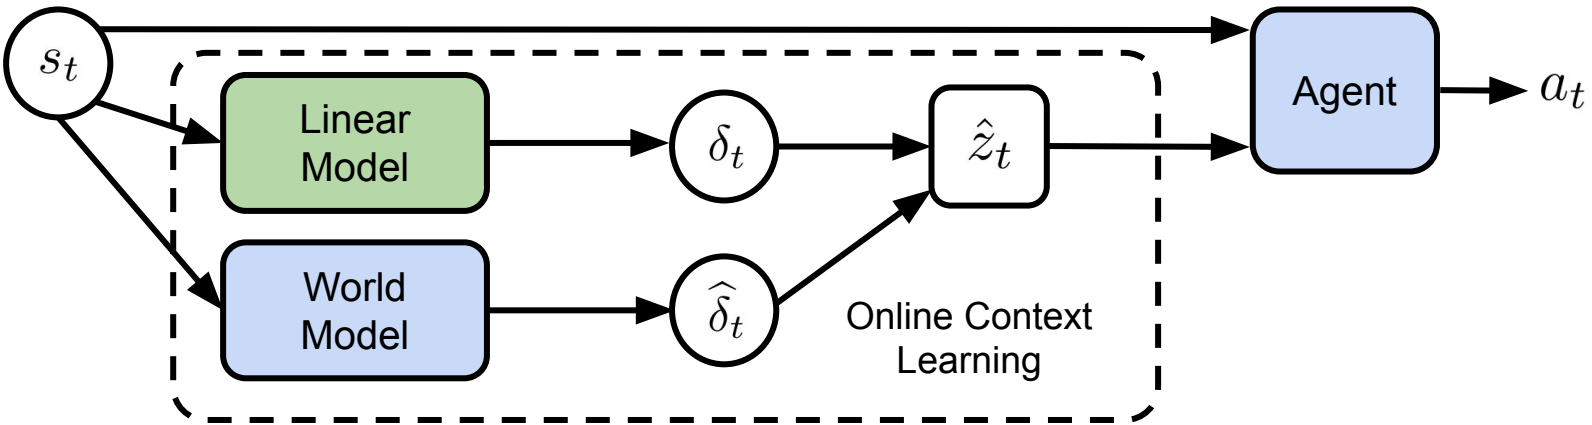 s_t
Linear
Model
δ_t
ẑ_t
Agent
a_t
World
Model
δ̂_t
Online Context
Learning